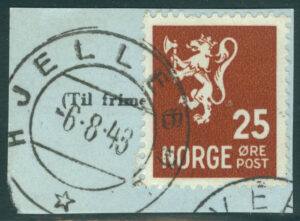 HJELLE
(Til frime
-6-8-43
25
NORGE ØRE
POST